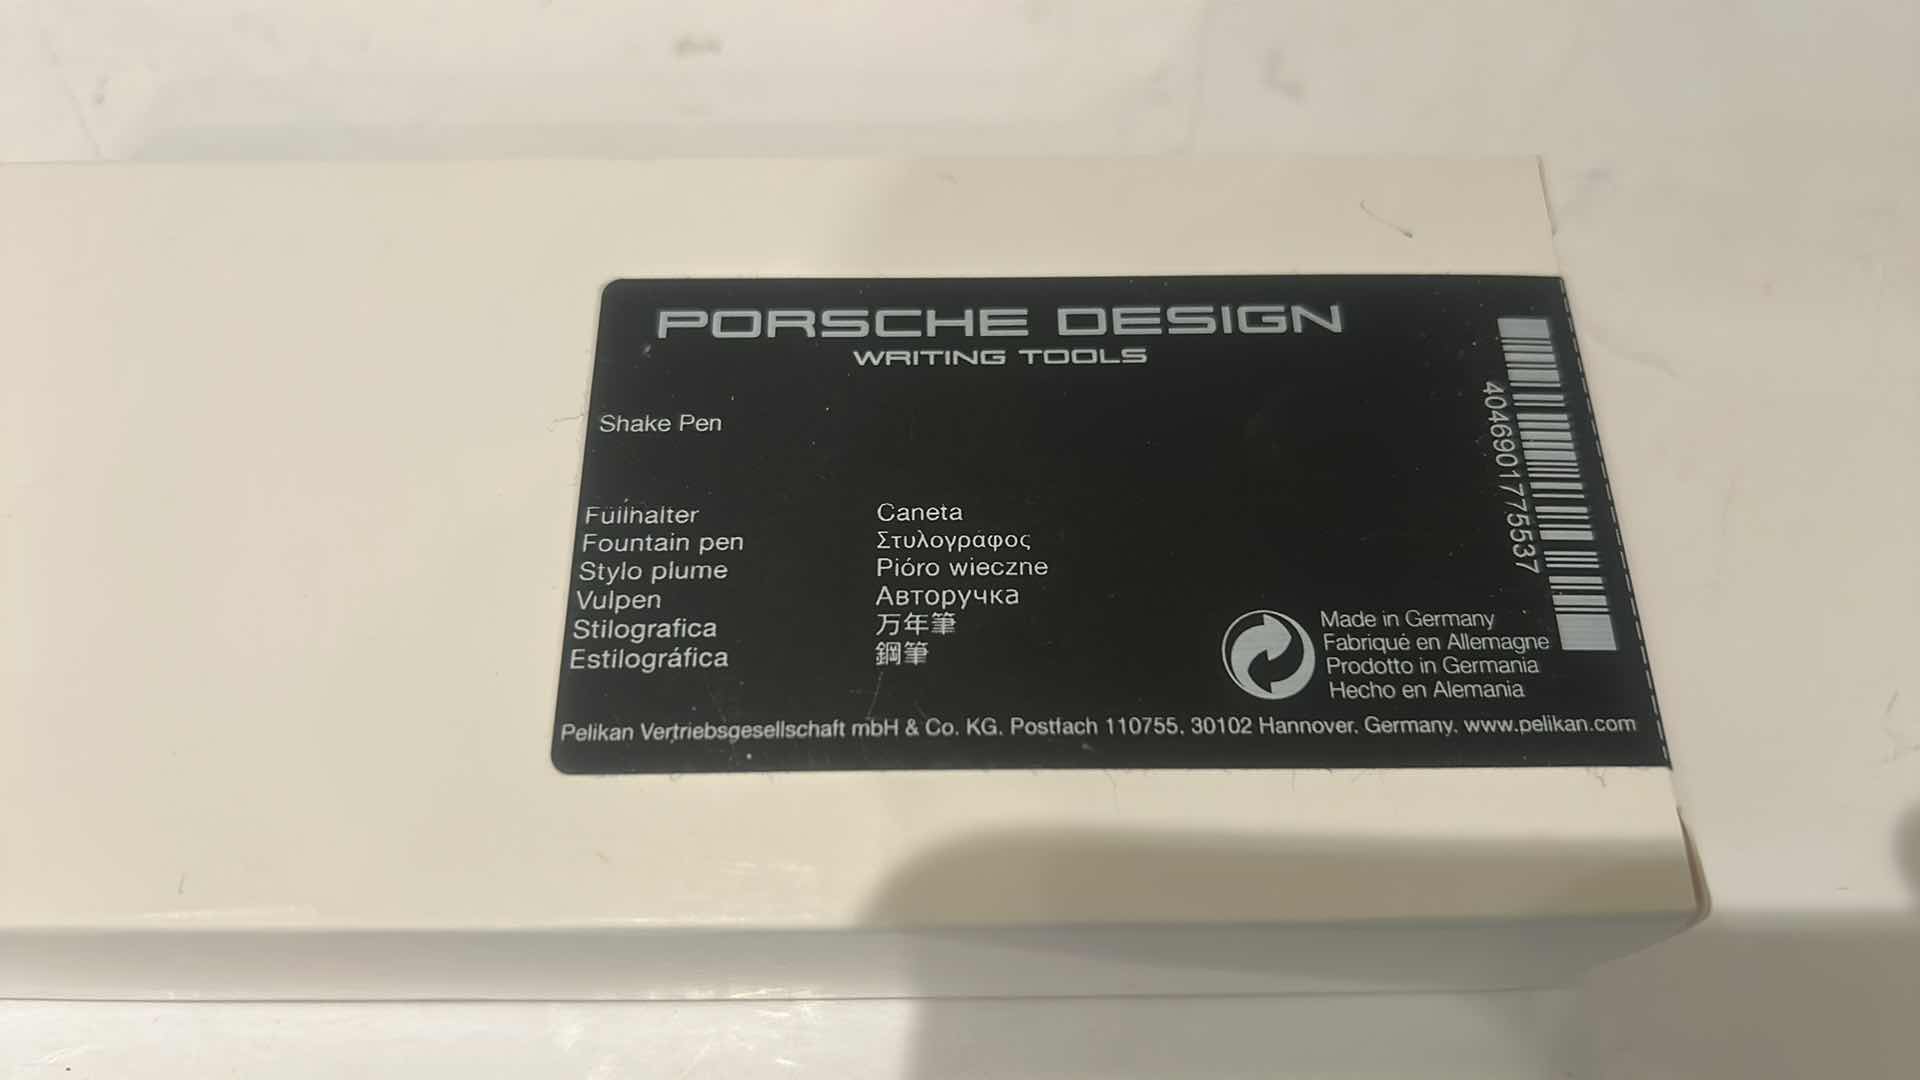 PORSCHE DESIGN
WRITING TOOLS
Shake Pen
Füllhalter
Fountain pen
Stylo plume
Vulpen
Stilografica
Estilográfica
Caneta
Στυλογράφος
Pióro wieczne
Авторучка
万年筆
鋼筆
4046901775537
Made in Germany
Fabriqué en Allemagne
Prodotto in Germania
Hecho en Alemania
Pelikan Vertriebsgesellschaft mbH & Co. KG, Postfach 110755, 30102 Hannover, Germany, www.pelikan.com